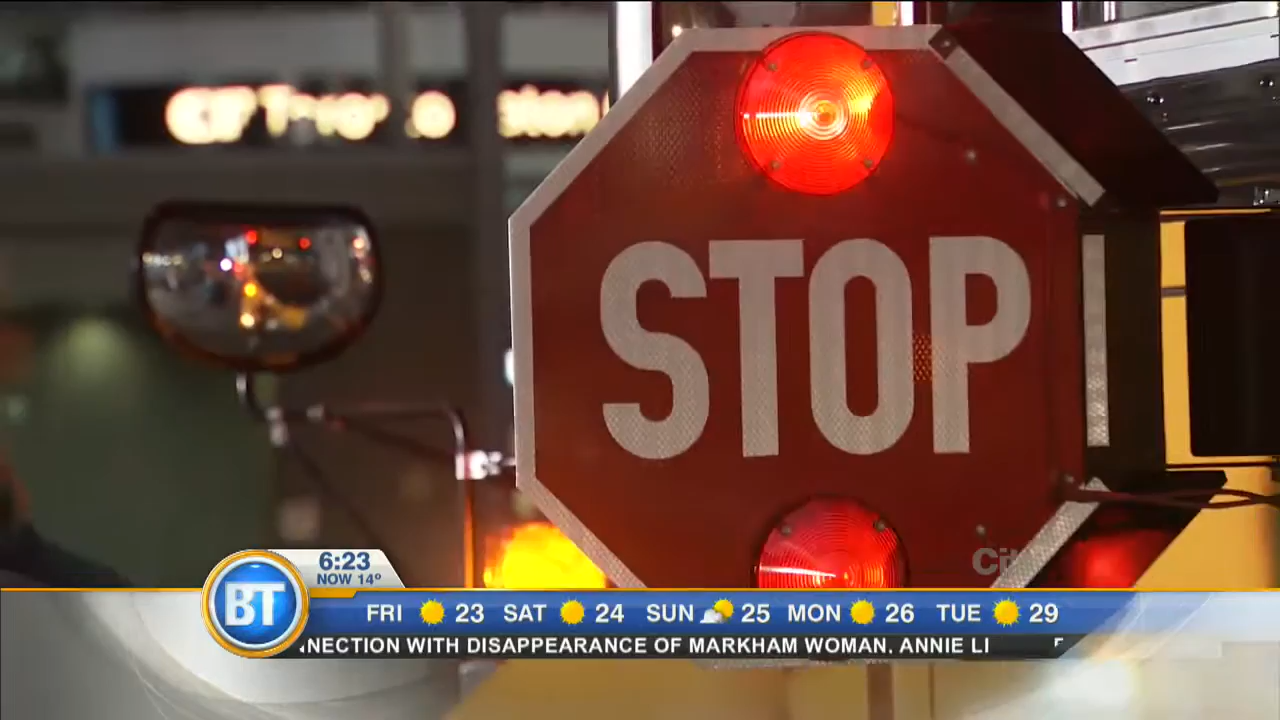 STOP
6:23
NOW 14°
BT
FRI 23 SAT 24 SUN 25 MON 26 TUE 29
NNECTION WITH DISAPPEARANCE OF MARKHAM WOMAN, ANNIE LI